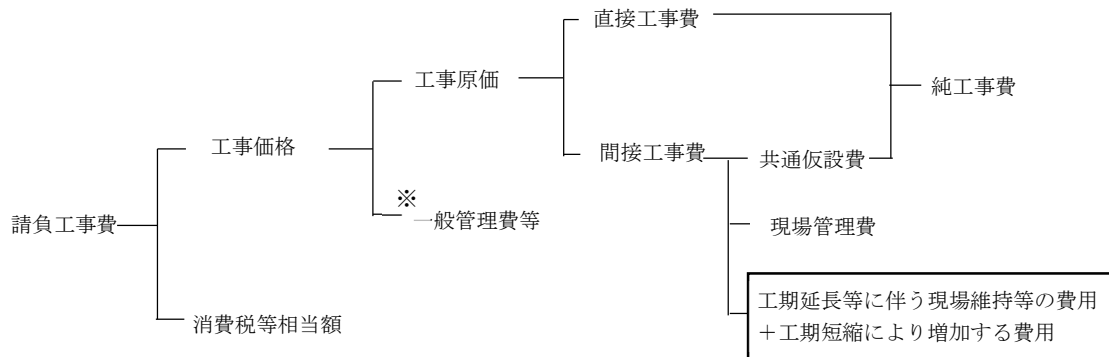 直接工事費
工事原価
純工事費
工事価格
間接工事費
共通仮設費
※
一般管理費等
請負工事費
現場管理費
工期延長等に伴う現場維持等の費用
+工期短縮により増加する費用
消費税等相当額